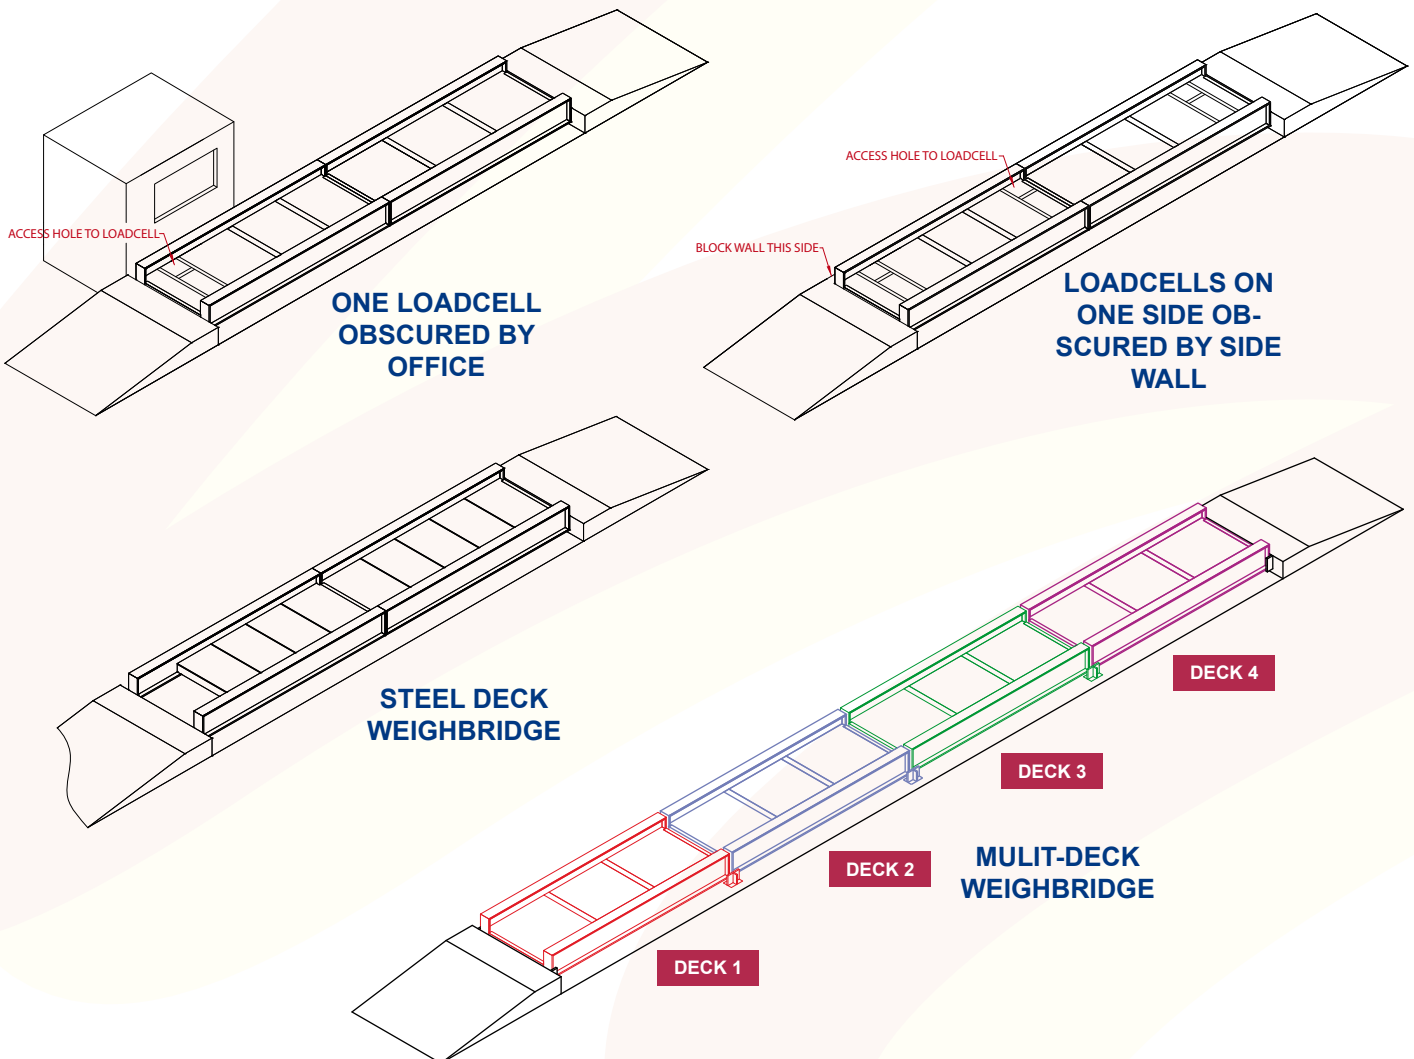 ACCESS HOLE TO LOADCELL
ONE LOADCELL
OBSCURED BY
OFFICE
ACCESS HOLE TO LOADCELL
BLOCK WALL THIS SIDE
LOADCELLS ON
ONE SIDE OB-
SCURED BY SIDE
WALL
STEEL DECK
WEIGHBRIDGE
DECK 4
DECK 3
DECK 2
DECK 1
MULIT-DECK
WEIGHBRIDGE